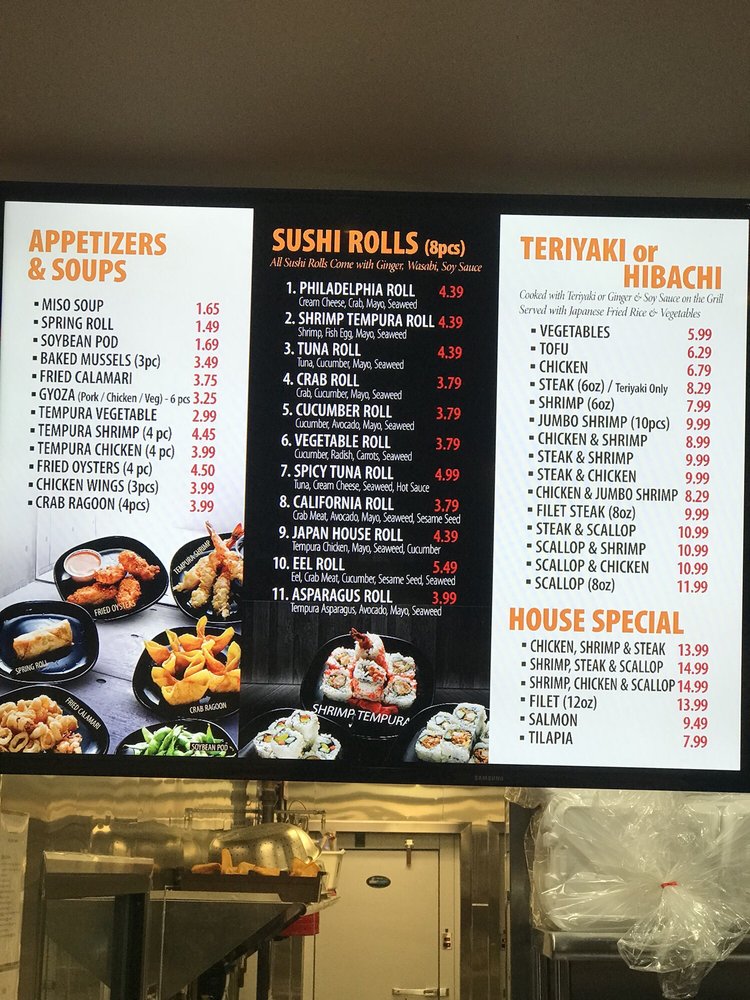 APPETIZERS
& SOUPS
▪ MISO SOUP 1.65
▪ SPRING ROLL 1.49
▪ SOYBEAN POD 1.69
▪ BAKED MUSSELS (3pc) 3.49
▪ FRIED CALAMARI 3.75
▪ GYOZA (Pork / Chicken / Veg) - 6 pcs 3.25
▪ TEMPURA VEGETABLE 2.99
▪ TEMPURA SHRIMP (4 pc) 4.45
▪ TEMPURA CHICKEN (4 pc) 3.99
▪ FRIED OYSTERS (4 pc) 4.50
▪ CHICKEN WINGS (3pcs) 3.99
▪ CRAB RAGOON (4pcs) 3.99
TEMPURA SHRIMP
FRIED OYSTERS
SPRING ROLL
CRAB RAGOON
FRIED CALAMARI
SOYBEAN POD
SUSHI ROLLS (8pcs)
All Sushi Rolls Come with Ginger, Wasabi, Soy Sauce
1. PHILADELPHIA ROLL 4.39
Cream Cheese, Crab, Mayo, Seaweed
2. SHRIMP TEMPURA ROLL 4.39
Shrimp, Fish Egg, Mayo, Seaweed
3. TUNA ROLL 4.39
Tuna, Cucumber, Mayo, Seaweed
4. CRAB ROLL 3.79
Crab, Cucumber, Mayo, Seaweed
5. CUCUMBER ROLL 3.79
Cucumber, Avocado, Mayo, Seaweed
6. VEGETABLE ROLL 3.79
Cucumber, Radish, Carrots, Seaweed
7. SPICY TUNA ROLL 4.99
Tuna, Cream Cheese, Seaweed, Hot Sauce
8. CALIFORNIA ROLL 3.79
Crab Meat, Avocado, Mayo, Seaweed, Sesame Seed
9. JAPAN HOUSE ROLL 4.39
Tempura Chicken, Mayo, Seaweed, Cucumber
10. EEL ROLL 5.49
Eel, Crab Meat, Cucumber, Sesame Seed, Seaweed
11. ASPARAGUS ROLL 3.99
Tempura Asparagus, Avocado, Mayo, Seaweed
SHRIMP TEMPURA
TERIYAKI or
HIBACHI
Cooked with Teriyaki or Ginger & Soy Sauce on the Grill
Served with Japanese Fried Rice & Vegetables
▪ VEGETABLES 5.99
▪ TOFU 6.29
▪ CHICKEN 6.79
▪ STEAK (6oz) / Teriyaki Only 8.29
▪ SHRIMP (6oz) 7.99
▪ JUMBO SHRIMP (10pcs) 9.99
▪ CHICKEN & SHRIMP 8.99
▪ STEAK & SHRIMP 9.99
▪ STEAK & CHICKEN 9.99
▪ CHICKEN & JUMBO SHRIMP 8.29
▪ FILET STEAK (8oz) 9.99
▪ STEAK & SCALLOP 10.99
▪ SCALLOP & SHRIMP 10.99
▪ SCALLOP & CHICKEN 10.99
▪ SCALLOP (8oz) 11.99
HOUSE SPECIAL
▪ CHICKEN, SHRIMP & STEAK 13.99
▪ SHRIMP, STEAK & SCALLOP 14.99
▪ SHRIMP, CHICKEN & SCALLOP 14.99
▪ FILET (12oz) 13.99
▪ SALMON 9.49
▪ TILAPIA 7.99
SAMSUNG